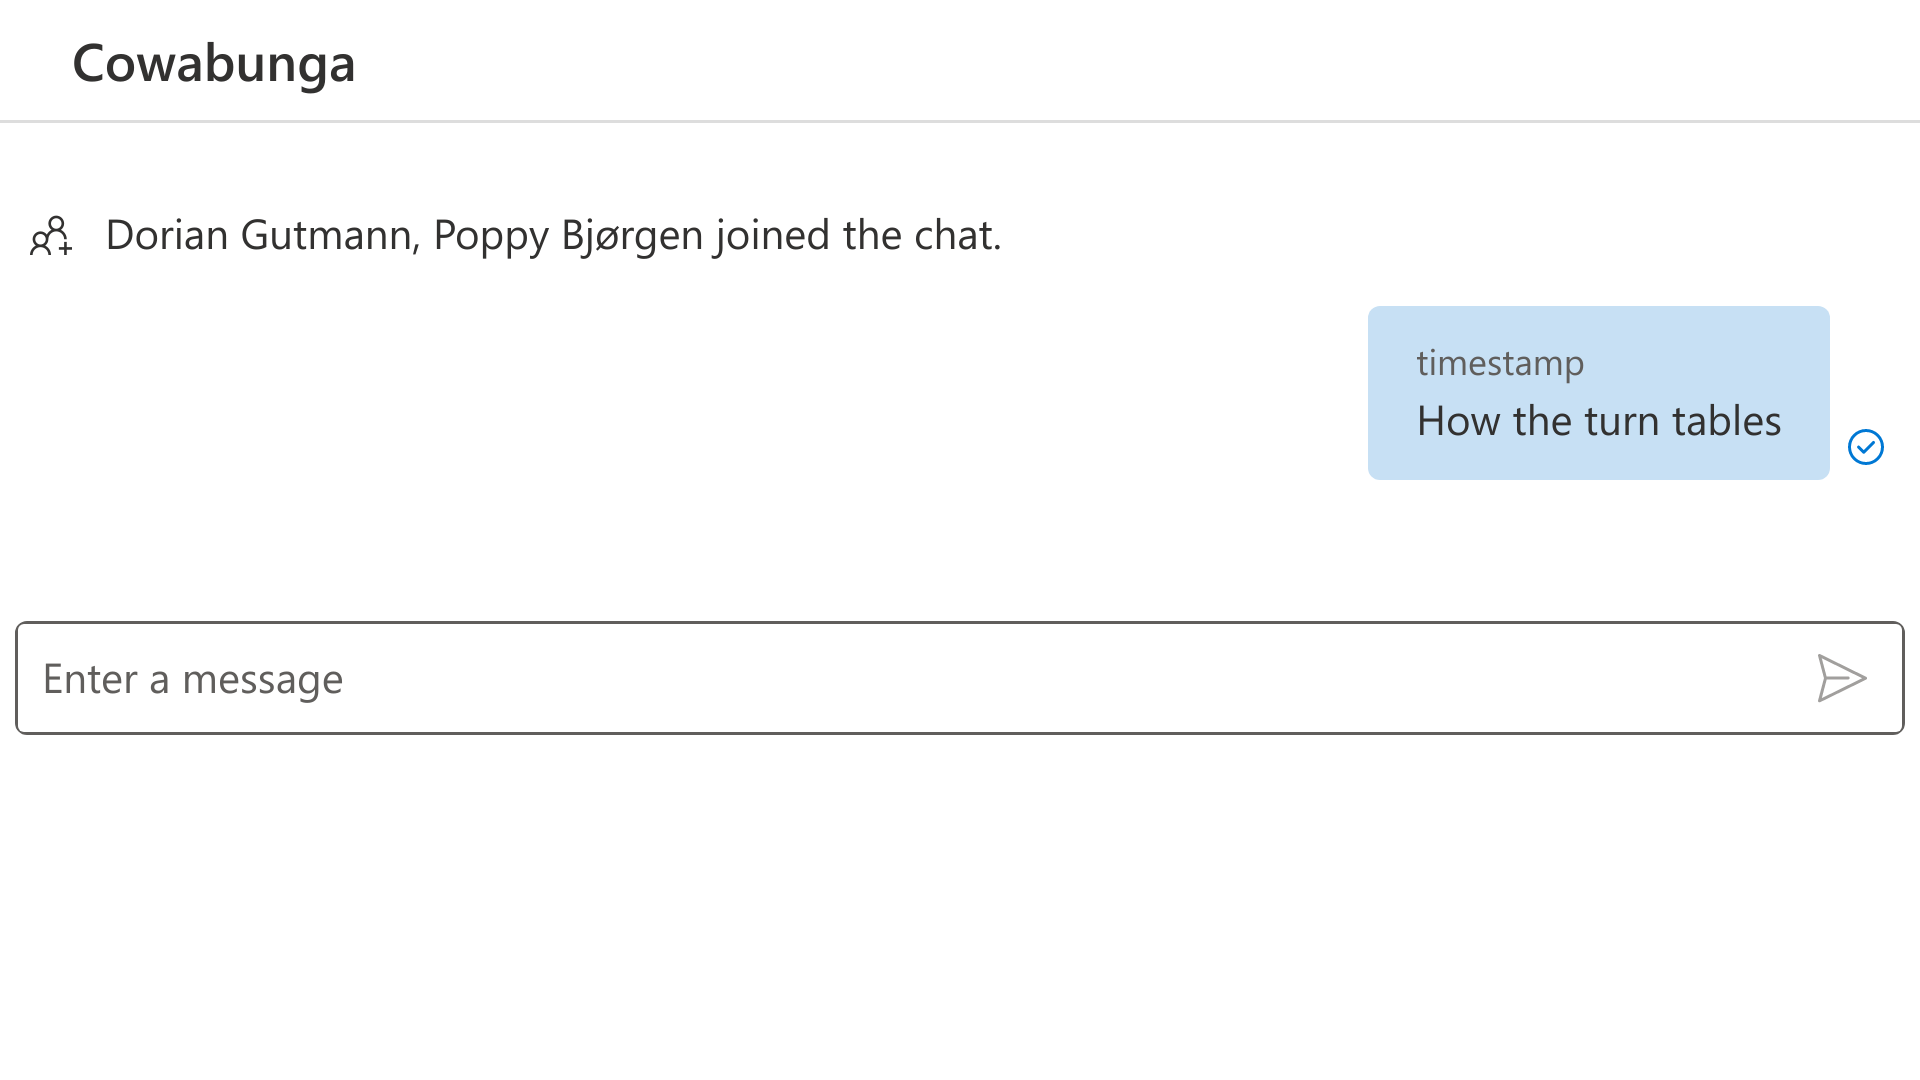 Cowabunga
Dorian Gutmann, Poppy Bjørgen joined the chat.
timestamp
How the turn tables
Enter a message